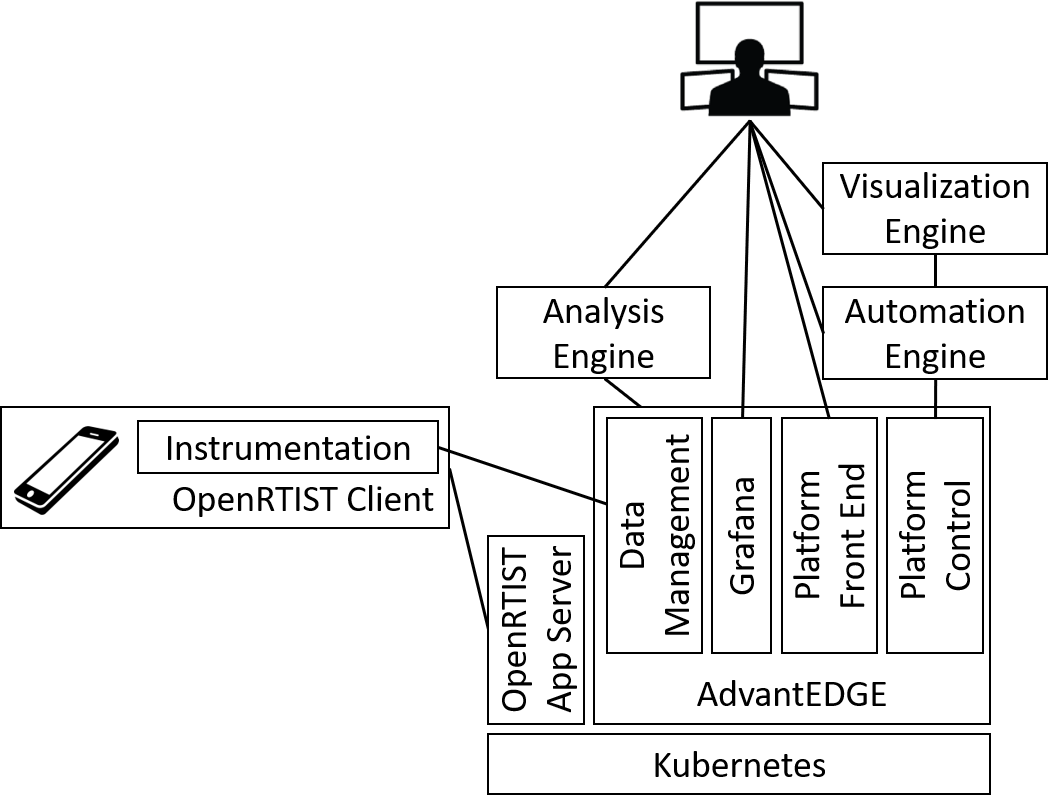 Visualization
Engine
Analysis
Engine
Automation
Engine
Instrumentation
OpenRTIST Client
Data
Management
Grafana
Platform
Front End
Platform
Control
OpenRTIST
App Server
AdvantEDGE
Kubernetes